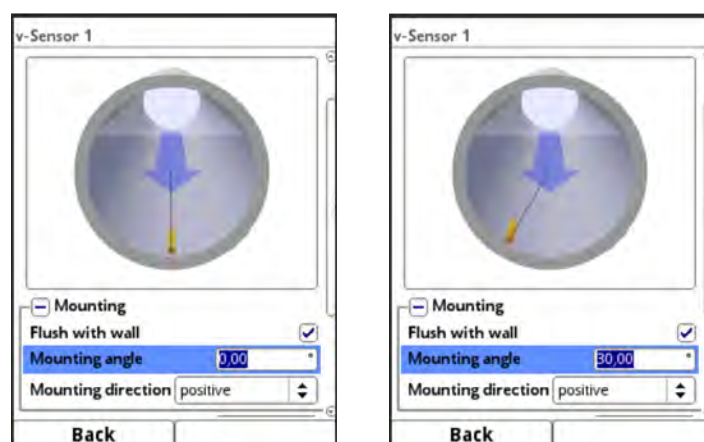 v-Sensor 1
Mounting
Flush with wall
Mounting angle 0,00 °
Mounting direction positive
Back
v-Sensor 1
Mounting
Flush with wall
Mounting angle 30,00 °
Mounting direction positive
Back